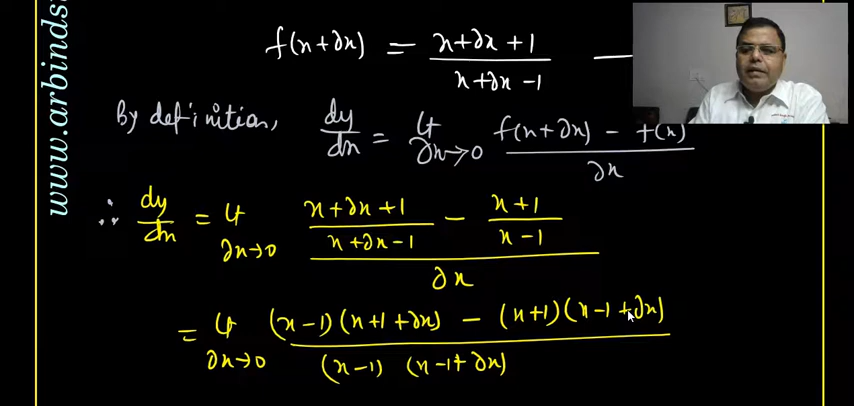 f(x+∂x) = (x+∂x+1)/(x+∂x-1) —
By definition, dy/dx = Lt ∂x→0 (f(x+∂x) - f(x))/∂x
∴ dy/dx = Lt ∂x→0 ((x+∂x+1)/(x+∂x-1) - (x+1)/(x-1))/∂x
= Lt ∂x→0 ((x-1)(x+1+∂x) - (x+1)(x-1+∂x))/((x-1) (x-1+∂x))
www.arbinds